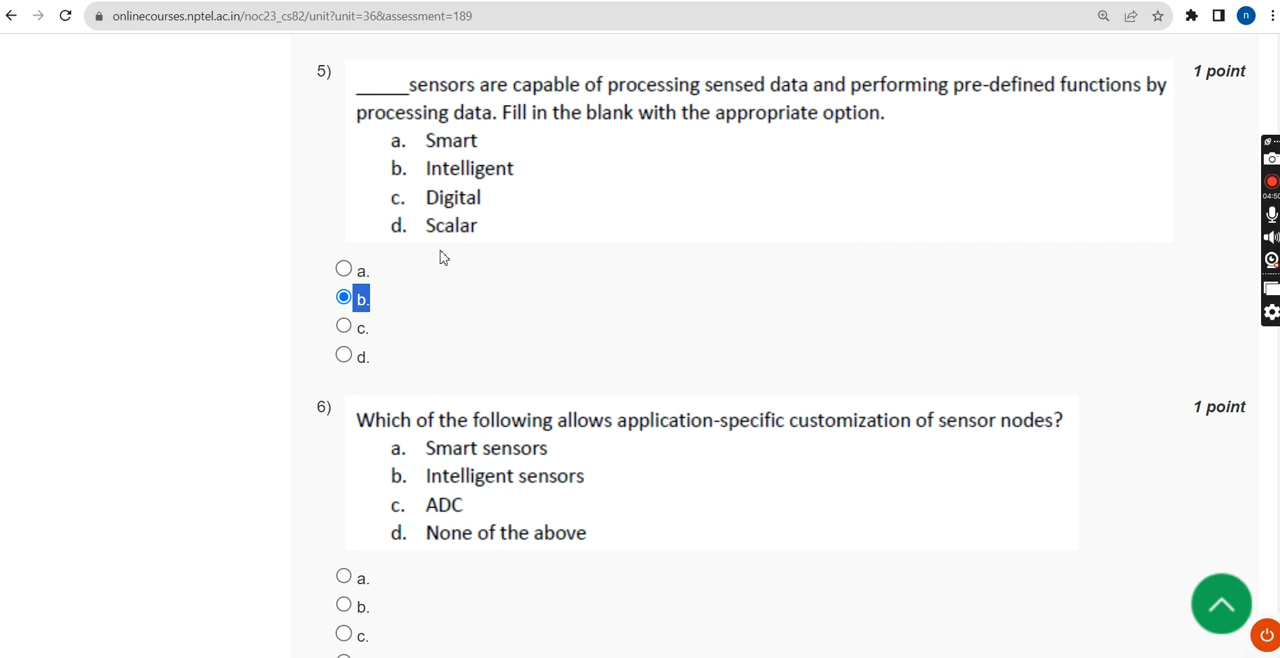 onlinecourses.nptel.ac.in/noc23_cs82/unit?unit=36&assessment=189
n
5)
_____sensors are capable of processing sensed data and performing pre-defined functions by
1 point
processing data. Fill in the blank with the appropriate option.
a. Smart
b. Intelligent
c. Digital
d. Scalar
a.
b.
c.
d.
6)
Which of the following allows application-specific customization of sensor nodes?
1 point
a. Smart sensors
b. Intelligent sensors
c. ADC
d. None of the above
a.
b.
c.